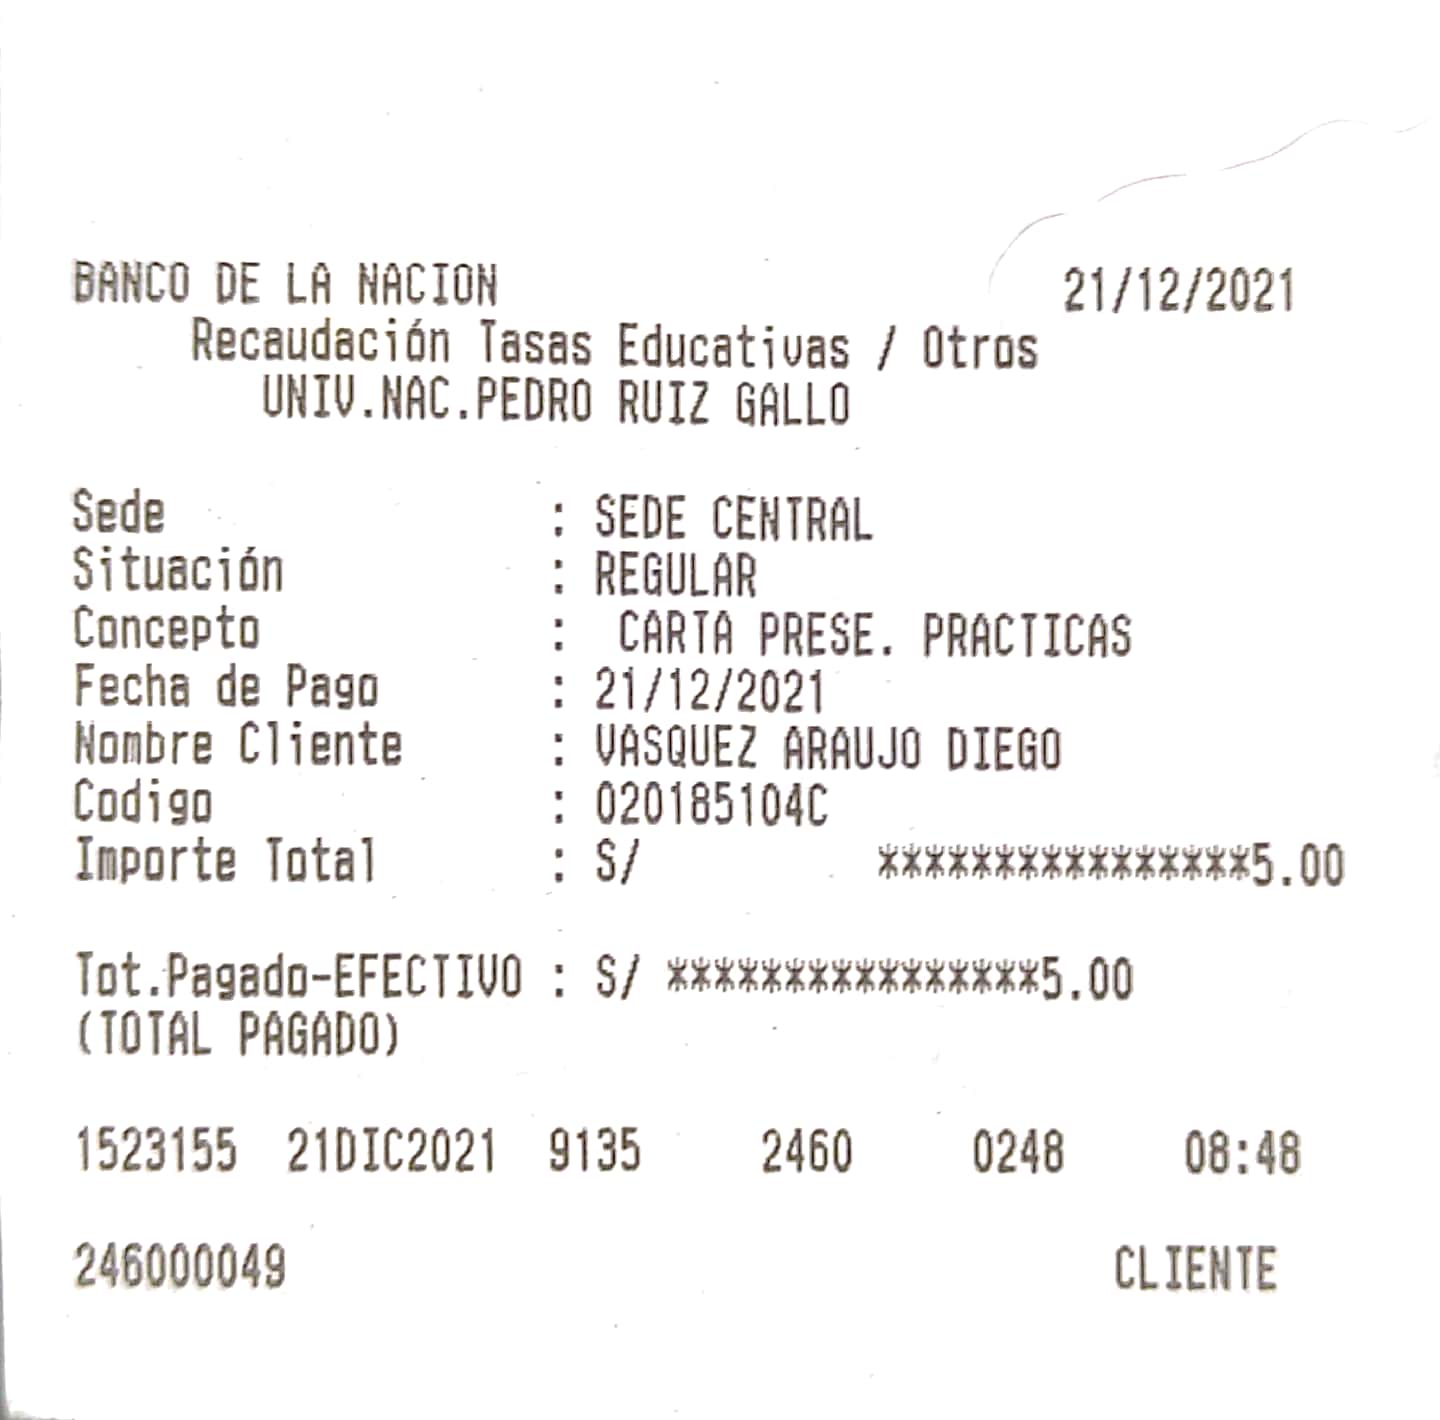 BANCO DE LA NACION 21/12/2021
Recaudación Tasas Educativas / Otros
UNIV.NAC.PEDRO RUIZ GALLO
Sede : SEDE CENTRAL
Situación : REGULAR
Concepto : CARTA PRESE. PRACTICAS
Fecha de Pago : 21/12/2021
Nombre Cliente : VASQUEZ ARAUJO DIEGO
Codigo : 020185104C
Importe Total : S/ ****************5.00
Tot.Pagado-EFECTIVO : S/ ****************5.00
(TOTAL PAGADO)
1523155 21DIC2021 9135 2460 0248 08:48
246000049 CLIENTE